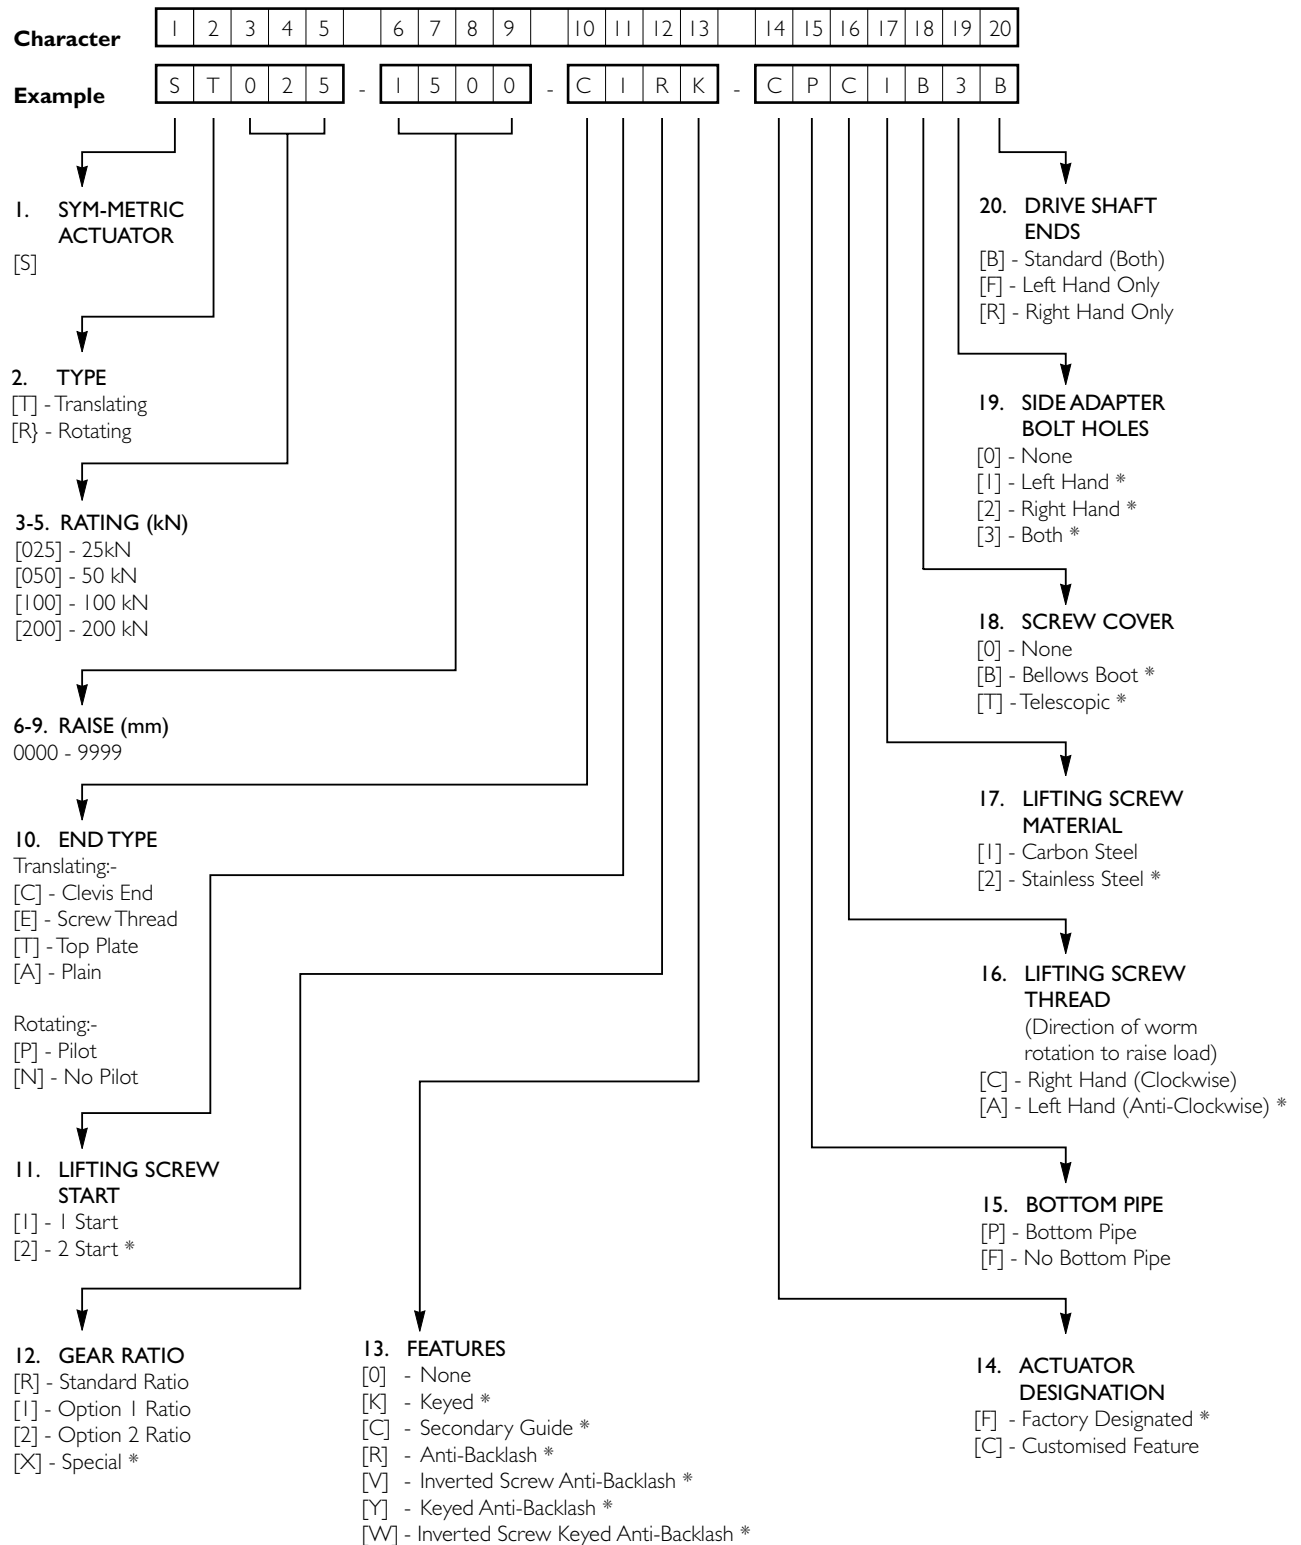 Character 1 2 3 4 5 6 7 8 9 10 11 12 13 14 15 16 17 18 19 20
Example S T 0 2 5 - 1 5 0 0 - C 1 R K - C P C 1 B 3 B
1. SYM-METRIC
ACTUATOR
[S]
2. TYPE
[T] - Translating
[R} - Rotating
3-5. RATING (kN)
[025] - 25kN
[050] - 50 kN
[100] - 100 kN
[200] - 200 kN
6-9. RAISE (mm)
0000 - 9999
10. END TYPE
Translating:-
[C] - Clevis End
[E] - Screw Thread
[T] - Top Plate
[A] - Plain
Rotating:-
[P] - Pilot
[N] - No Pilot
11. LIFTING SCREW
START
[1] - 1 Start
[2] - 2 Start *
12. GEAR RATIO
[R] - Standard Ratio
[1] - Option 1 Ratio
[2] - Option 2 Ratio
[X] - Special *
13. FEATURES
[0] - None
[K] - Keyed *
[C] - Secondary Guide *
[R] - Anti-Backlash *
[V] - Inverted Screw Anti-Backlash *
[Y] - Keyed Anti-Backlash *
[W] - Inverted Screw Keyed Anti-Backlash *
20. DRIVE SHAFT
ENDS
[B] - Standard (Both)
[F] - Left Hand Only
[R] - Right Hand Only
19. SIDE ADAPTER
BOLT HOLES
[0] - None
[1] - Left Hand *
[2] - Right Hand *
[3] - Both *
18. SCREW COVER
[0] - None
[B] - Bellows Boot *
[T] - Telescopic *
17. LIFTING SCREW
MATERIAL
[1] - Carbon Steel
[2] - Stainless Steel *
16. LIFTING SCREW
THREAD
(Direction of worm
rotation to raise load)
[C] - Right Hand (Clockwise)
[A] - Left Hand (Anti-Clockwise) *
15. BOTTOM PIPE
[P] - Bottom Pipe
[F] - No Bottom Pipe
14. ACTUATOR
DESIGNATION
[F] - Factory Designated *
[C] - Customised Feature